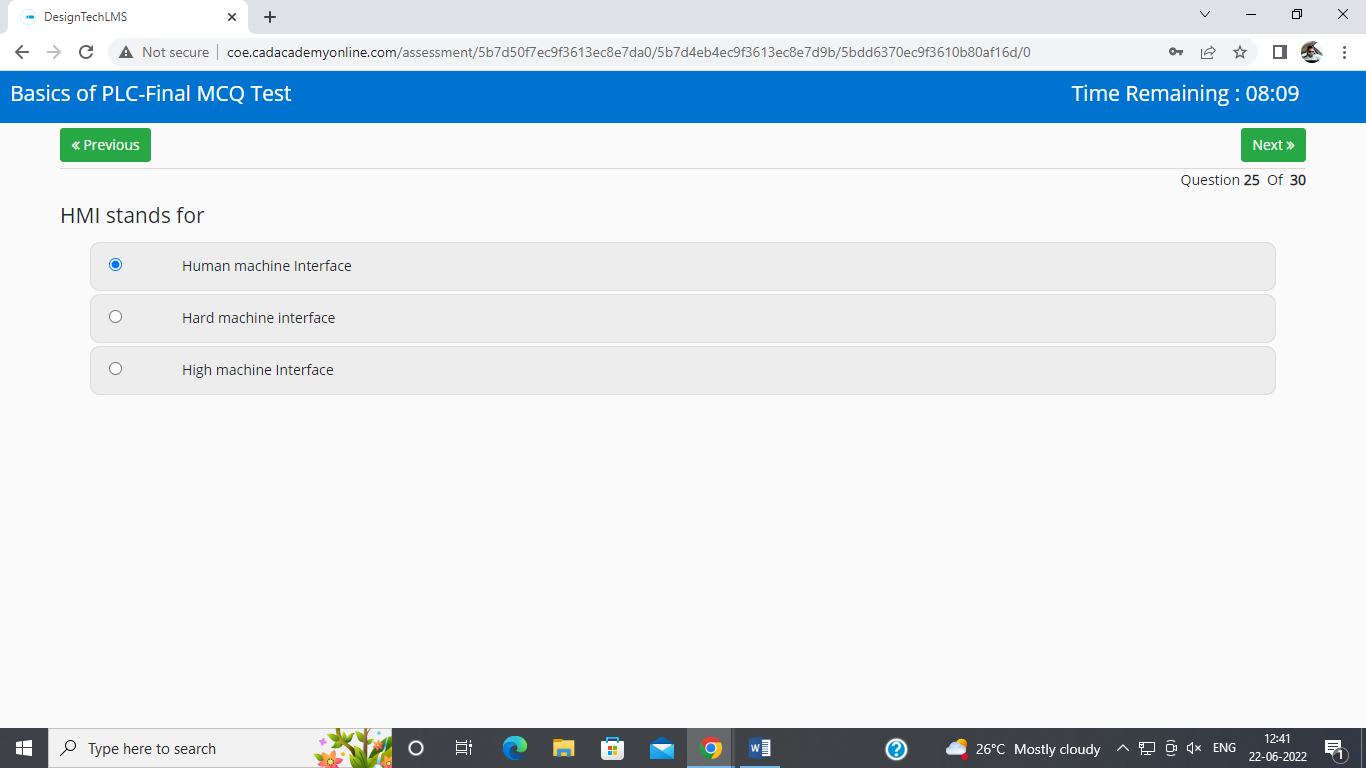 DesignTechLMS
Not secure
coe.cadacademyonline.com/assessment/5b7d50f7ec9f3613ec8e7da0/5b7d4eb4ec9f3613ec8e7d9b/5bdd6370ec9f3610b80af16d/0
Basics of PLC-Final MCQ Test
Time Remaining : 08:09
« Previous
Next »
Question 25 Of 30
HMI stands for
Human machine Interface
Hard machine interface
High machine Interface
Type here to search
26°C Mostly cloudy
ENG
12:41
22-06-2022
1